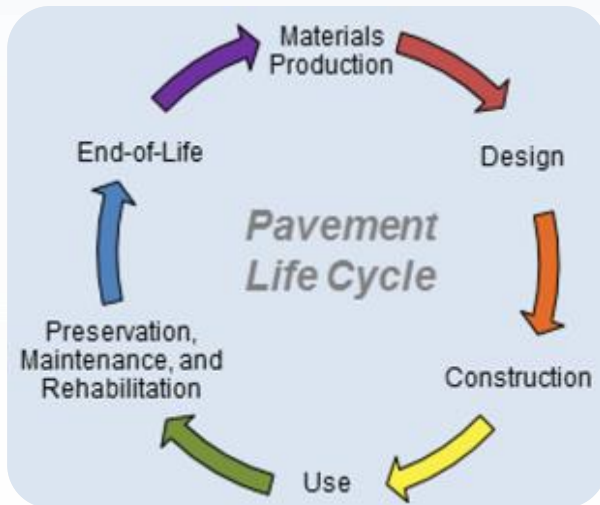 Materials
Production
Design
Construction
Use
Preservation,
Maintenance, and
Rehabilitation
End-of-Life
Pavement
Life Cycle